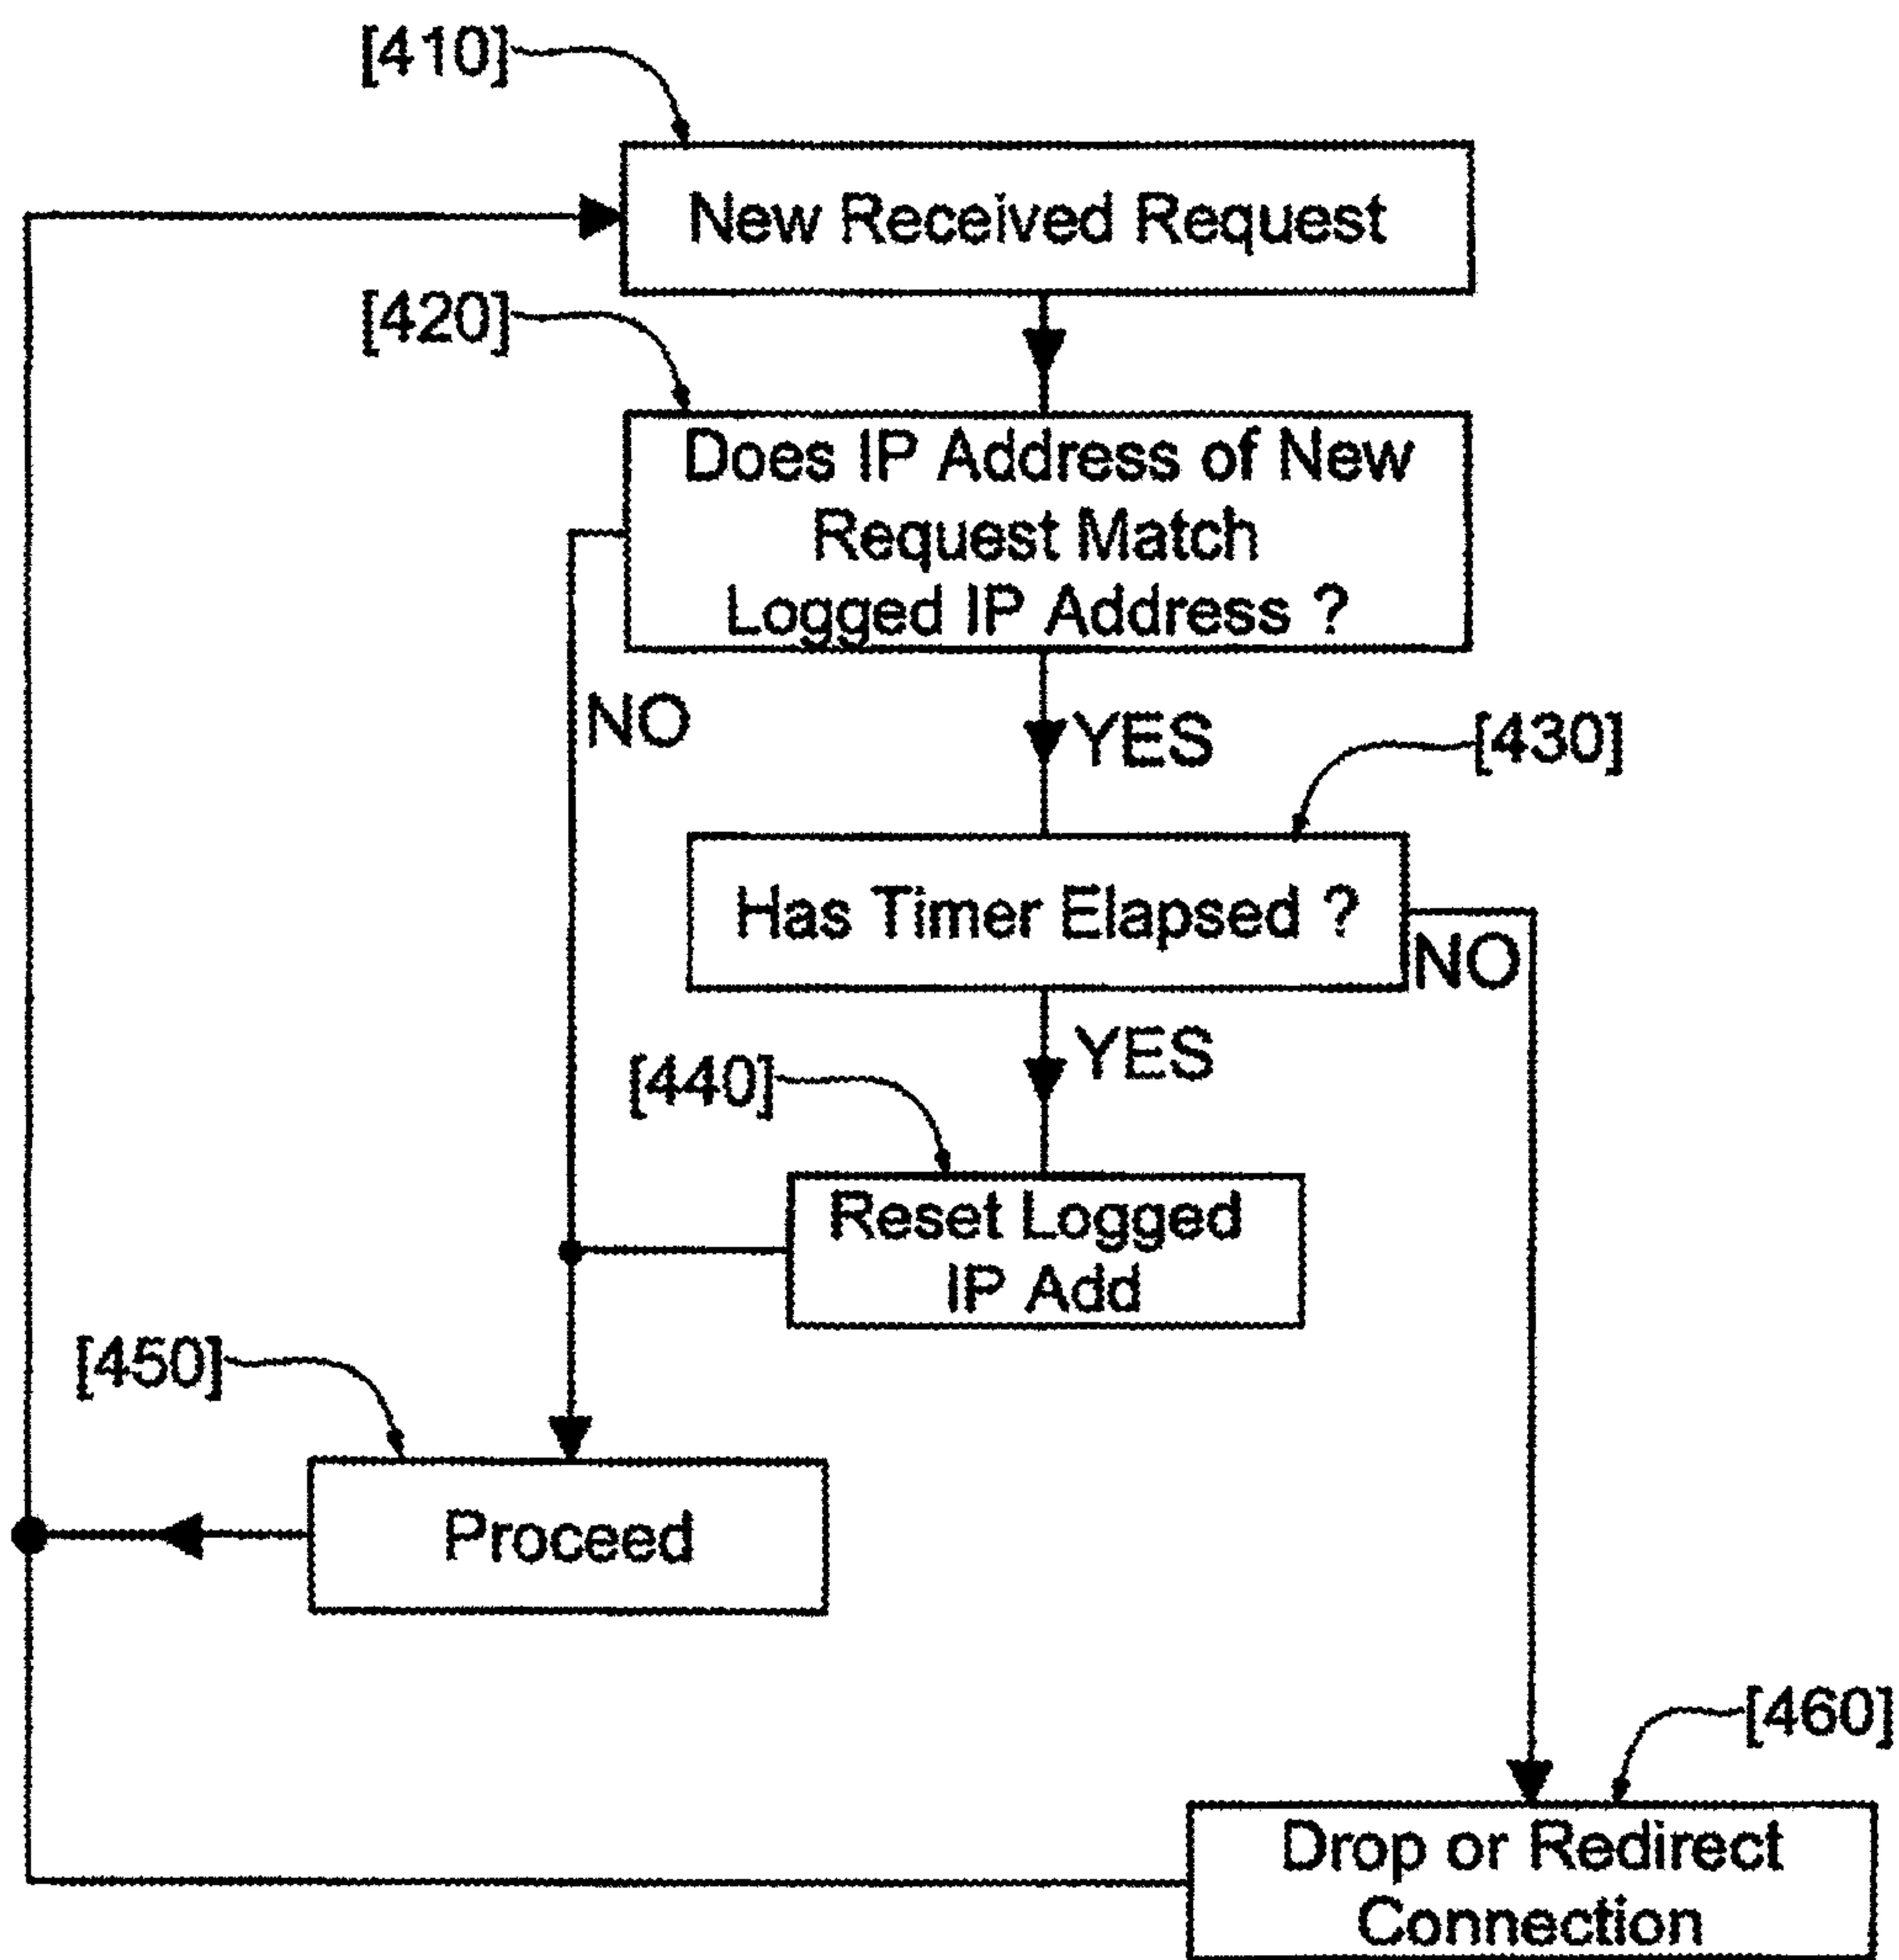 [410]
New Received Request
[420]
Does IP Address of New
Request Match
Logged IP Address ?
NO
YES
[430]
Has Timer Elapsed ?
NO
YES
[440]
Reset Logged
IP Add
[450]
Proceed
[460]
Drop or Redirect
Connection